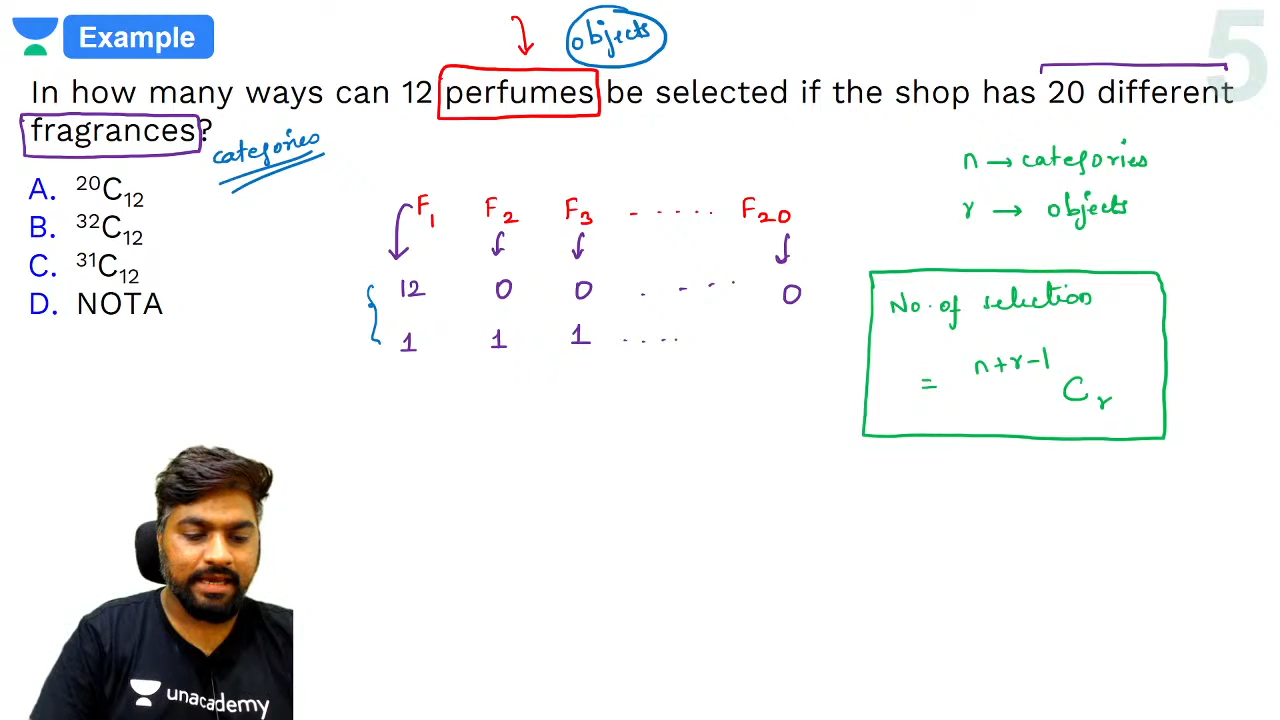 Example
objects
5
In how many ways can 12 perfumes be selected if the shop has 20 different
fragrances?
categories
A. ²⁰C₁₂
B. ³²C₁₂
C. ³¹C₁₂
D. NOTA
n → categories
r → objects
F₁ F₂ F₃ ...... F₂₀
12 0 0 . - ... 0
1 1 1 .....
No. of selection
= ⁿ⁺ʳ⁻¹Cᵣ
unacademy